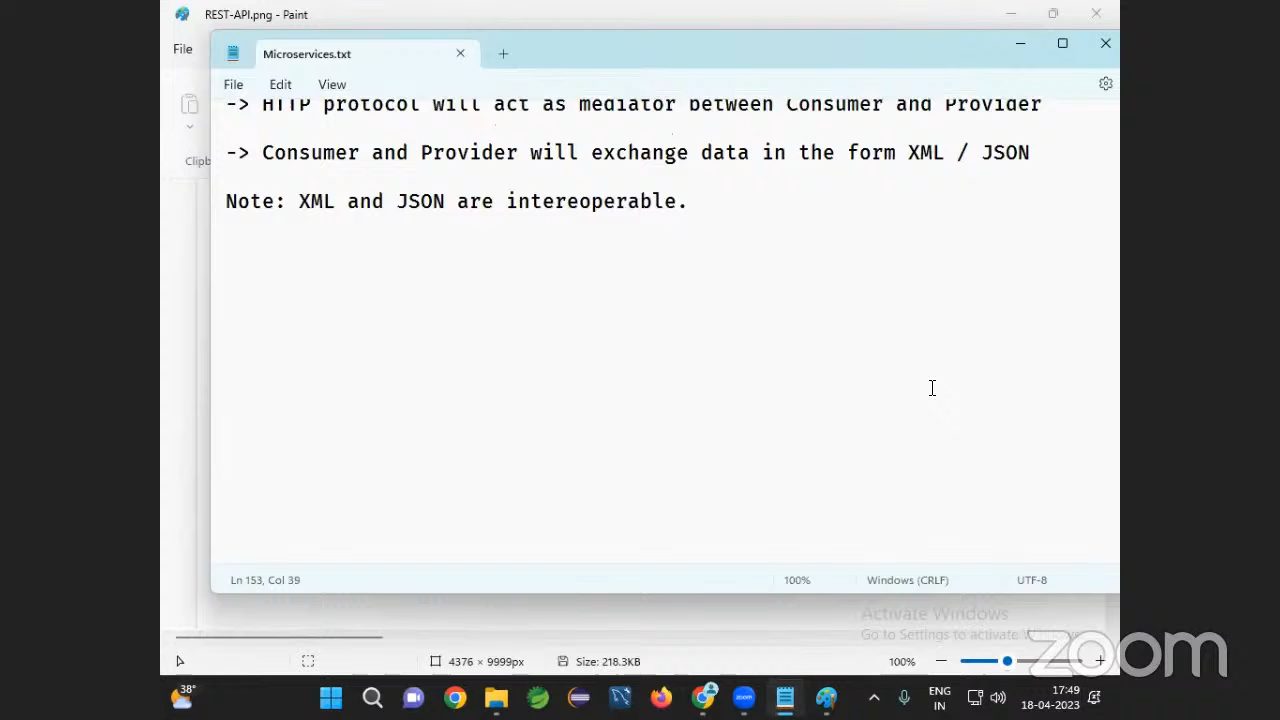 REST-API.png - Paint
File
Microservices.txt
File Edit View
-> HTTP protocol will act as mediator between Consumer and Provider
Clipb
-> Consumer and Provider will exchange data in the form XML / JSON
Note: XML and JSON are intereoperable.
Ln 153, Col 39 100% Windows (CRLF) UTF-8
Activate Windows
Go to Settings to activate
4376 × 9999px Size: 218.3KB 100%
zoom
38°
zoom
ENG
IN
17:49
18-04-2023